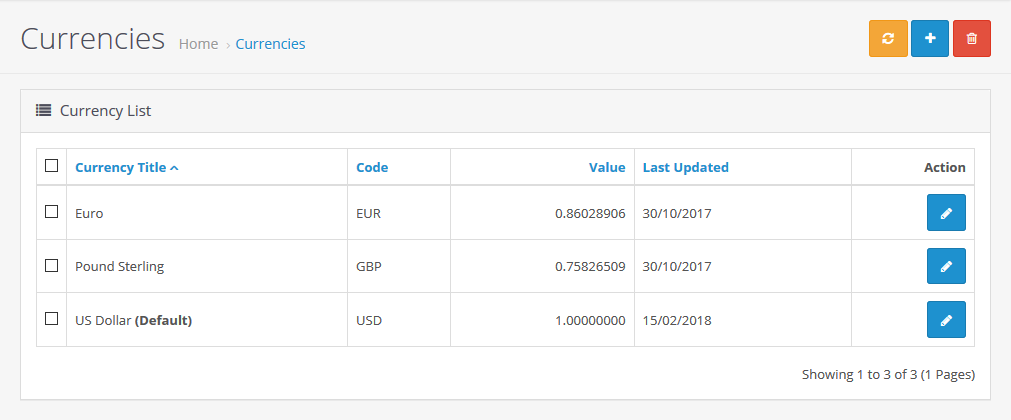 Currencies Home › Currencies
Currency List
Currency Title Code Value Last Updated Action
Euro EUR 0.86028906 30/10/2017
Pound Sterling GBP 0.75826509 30/10/2017
US Dollar (Default) USD 1.00000000 15/02/2018
Showing 1 to 3 of 3 (1 Pages)